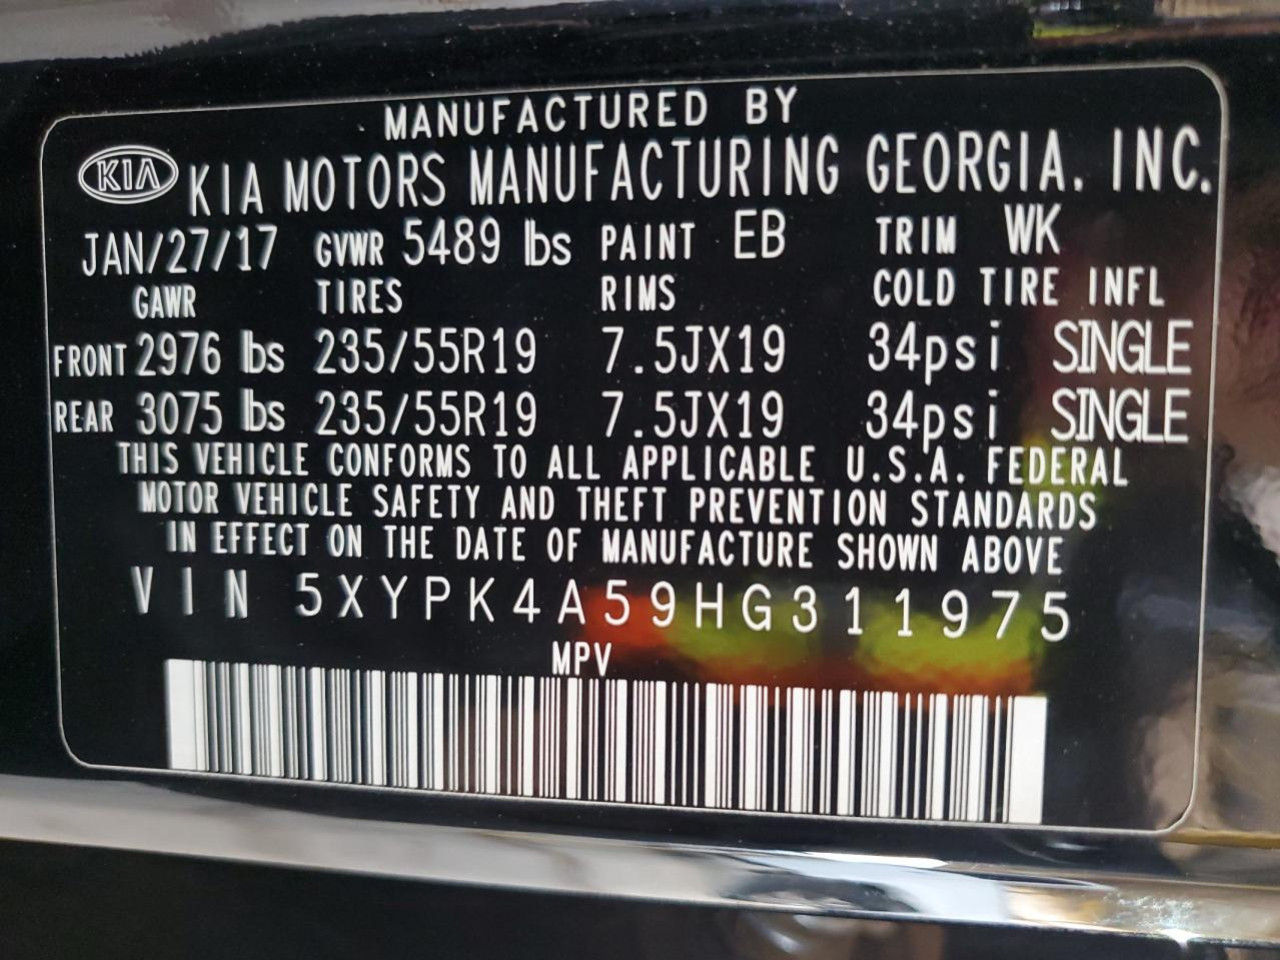 MANUFACTURED BY
KIA KIA MOTORS MANUFACTURING GEORGIA, INC.
JAN/27/17 GVWR 5489 lbs PAINT EB TRIM WK
GAWR TIRES RIMS COLD TIRE INFL
FRONT 2976 lbs 235/55R19 7.5JX19 34psi SINGLE
REAR 3075 lbs 235/55R19 7.5JX19 34psi SINGLE
THIS VEHICLE CONFORMS TO ALL APPLICABLE U.S.A. FEDERAL
MOTOR VEHICLE SAFETY AND THEFT PREVENTION STANDARDS
IN EFFECT ON THE DATE OF MANUFACTURE SHOWN ABOVE
VIN 5XYPK4A59HG311975
MPV